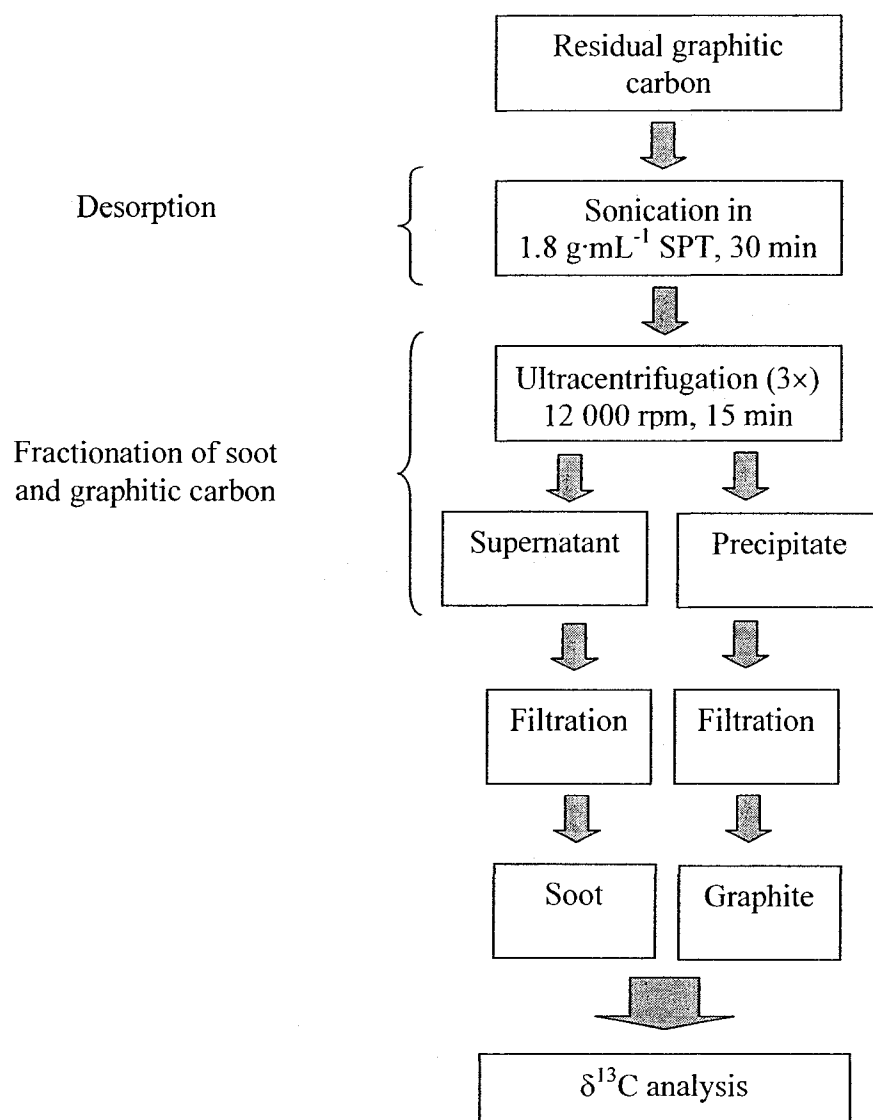 Residual graphitic
carbon
Desorption
Sonication in
1.8 g·mL⁻¹ SPT, 30 min
Ultracentrifugation (3×)
12 000 rpm, 15 min
Fractionation of soot
and graphitic carbon
Supernatant
Precipitate
Filtration
Filtration
Soot
Graphite
δ¹³C analysis